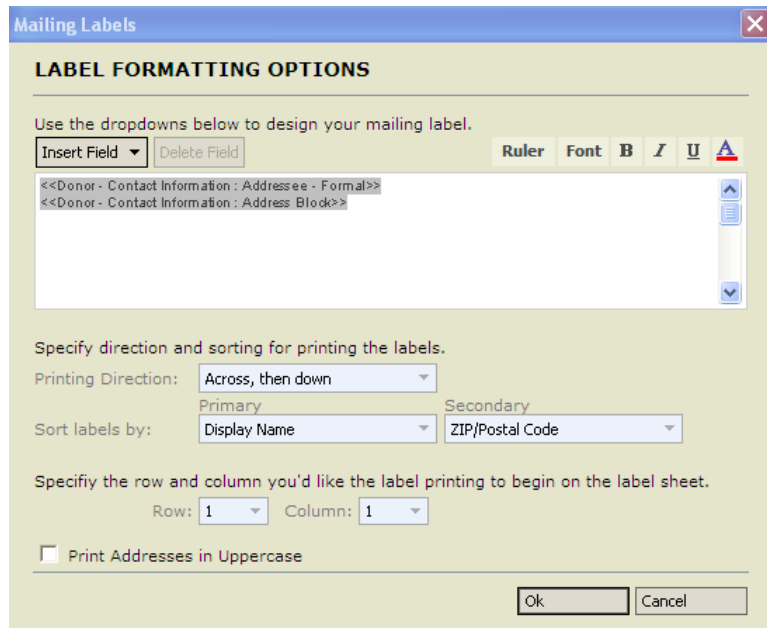 Mailing Labels
LABEL FORMATTING OPTIONS
Use the dropdowns below to design your mailing label.
Insert Field Delete Field Ruler Font B I U A
<<Donor - Contact Information : Addressee - Formal>>
<<Donor - Contact Information : Address Block>>
Specify direction and sorting for printing the labels.
Printing Direction: Across, then down
Primary Secondary
Sort labels by: Display Name ZIP/Postal Code
Specifiy the row and column you'd like the label printing to begin on the label sheet.
Row: 1 Column: 1
Print Addresses in Uppercase
Ok Cancel